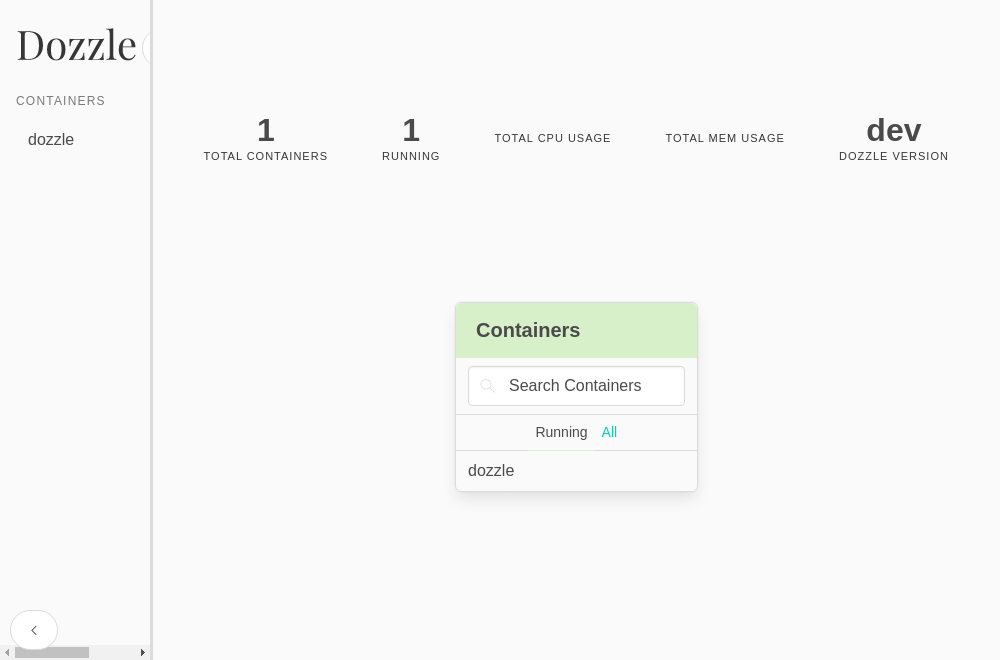 Dozzle
CONTAINERS
dozzle
1
TOTAL CONTAINERS
1
RUNNING
TOTAL CPU USAGE
TOTAL MEM USAGE
dev
DOZZLE VERSION
Containers
Search Containers
Running All
dozzle